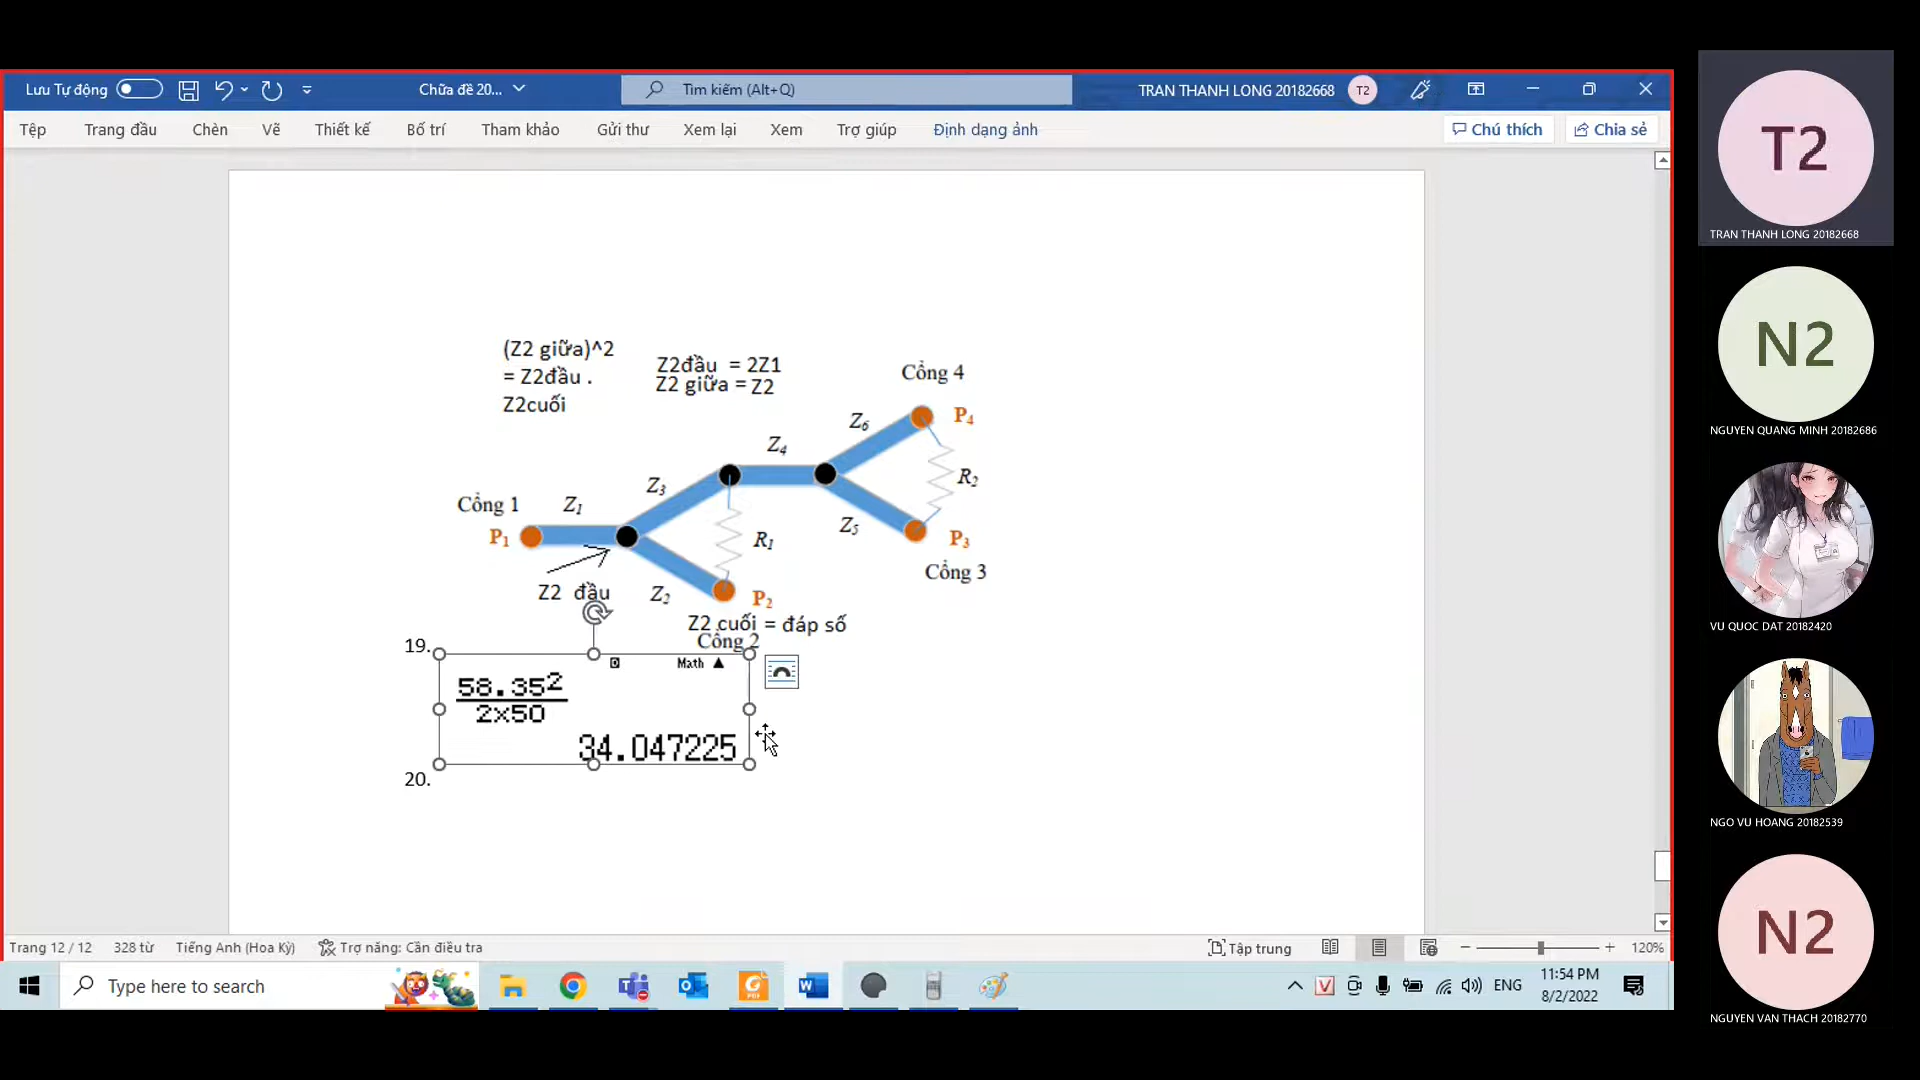 Lưu Tự động
Chữa đề 20...
Tìm kiếm (Alt+Q)
TRAN THANH LONG 20182668
T2
Tệp
Trang đầu
Chèn
Vẽ
Thiết kế
Bố trí
Tham khảo
Gửi thư
Xem lại
Xem
Trợ giúp
Định dạng ảnh
Chú thích
Chia sẻ
(Z2 giữa)^2
= Z2đầu .
Z2cuối
Z2đầu = 2Z1
Z2 giữa = Z2
Cổng 4
P4
Z6
Z4
R2
Z3
Cổng 1
Z1
Z5
P1
R1
P3
Cổng 3
Z2 đầu
Z2
P2
Z2 cuối = đáp số
Cổng 2
19.
D
Math ▲
58.35²
2x50
34.047225
20.
Trang 12 / 12
328 từ
Tiếng Anh (Hoa Kỳ)
Trợ năng: Cần điều tra
Tập trung
120%
Type here to search
ENG
11:54 PM
8/2/2022
T2
TRAN THANH LONG 20182668
N2
NGUYEN QUANG MINH 20182686
VU QUOC DAT 20182420
NGO VU HOANG 20182539
N2
NGUYEN VAN THACH 20182770